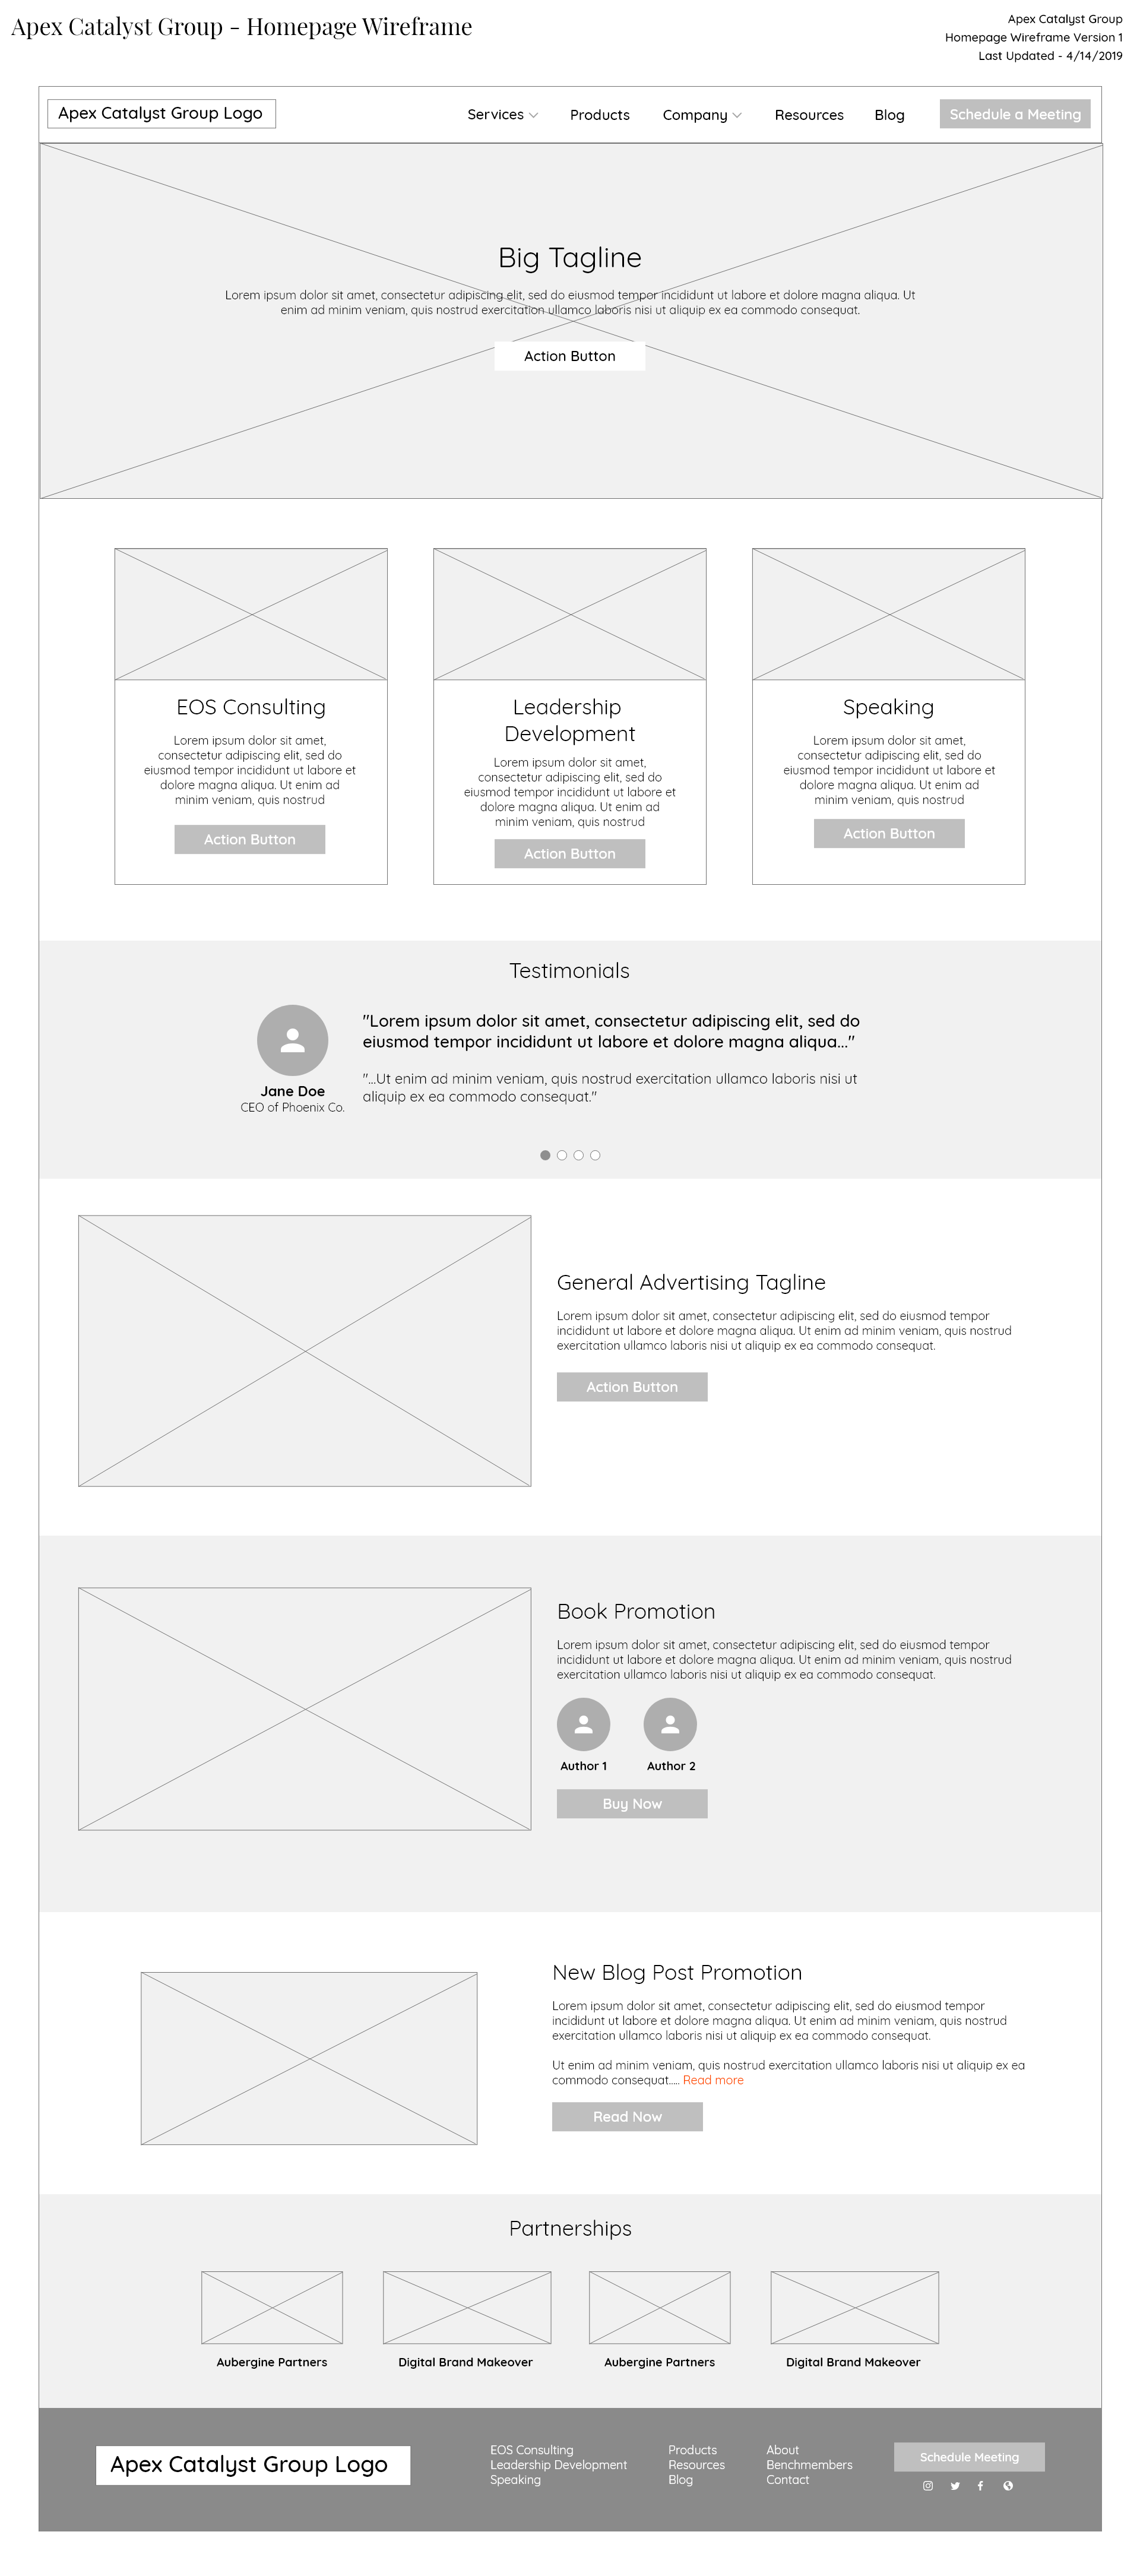 Apex Catalyst Group - Homepage Wireframe
Apex Catalyst Group
Homepage Wireframe Version 1
Last Updated - 4/14/2019
Apex Catalyst Group Logo
Services
Products
Company
Resources
Blog
Schedule a Meeting
Big Tagline
Lorem ipsum dolor sit amet, consectetur adipiscing elit, sed do eiusmod tempor incididunt ut labore et dolore magna aliqua. Ut
enim ad minim veniam, quis nostrud exercitation ullamco laboris nisi ut aliquip ex ea commodo consequat.
Action Button
EOS Consulting
Lorem ipsum dolor sit amet,
consectetur adipiscing elit, sed do
eiusmod tempor incididunt ut labore et
dolore magna aliqua. Ut enim ad
minim veniam, quis nostrud
Action Button
Leadership
Development
Lorem ipsum dolor sit amet,
consectetur adipiscing elit, sed do
eiusmod tempor incididunt ut labore et
dolore magna aliqua. Ut enim ad
minim veniam, quis nostrud
Action Button
Speaking
Lorem ipsum dolor sit amet,
consectetur adipiscing elit, sed do
eiusmod tempor incididunt ut labore et
dolore magna aliqua. Ut enim ad
minim veniam, quis nostrud
Action Button
Testimonials
Jane Doe
CEO of Phoenix Co.
"Lorem ipsum dolor sit amet, consectetur adipiscing elit, sed do
eiusmod tempor incididunt ut labore et dolore magna aliqua..."
"...Ut enim ad minim veniam, quis nostrud exercitation ullamco laboris nisi ut
aliquip ex ea commodo consequat."
General Advertising Tagline
Lorem ipsum dolor sit amet, consectetur adipiscing elit, sed do eiusmod tempor
incididunt ut labore et dolore magna aliqua. Ut enim ad minim veniam, quis nostrud
exercitation ullamco laboris nisi ut aliquip ex ea commodo consequat.
Action Button
Book Promotion
Lorem ipsum dolor sit amet, consectetur adipiscing elit, sed do eiusmod tempor
incididunt ut labore et dolore magna aliqua. Ut enim ad minim veniam, quis nostrud
exercitation ullamco laboris nisi ut aliquip ex ea commodo consequat.
Author 1
Author 2
Buy Now
New Blog Post Promotion
Lorem ipsum dolor sit amet, consectetur adipiscing elit, sed do eiusmod tempor
incididunt ut labore et dolore magna aliqua. Ut enim ad minim veniam, quis nostrud
exercitation ullamco laboris nisi ut aliquip ex ea commodo consequat.
Ut enim ad minim veniam, quis nostrud exercitation ullamco laboris nisi ut aliquip ex ea
commodo consequat..... Read more
Read Now
Partnerships
Aubergine Partners
Digital Brand Makeover
Aubergine Partners
Digital Brand Makeover
Apex Catalyst Group Logo
EOS Consulting
Leadership Development
Speaking
Products
Resources
Blog
About
Benchmembers
Contact
Schedule Meeting